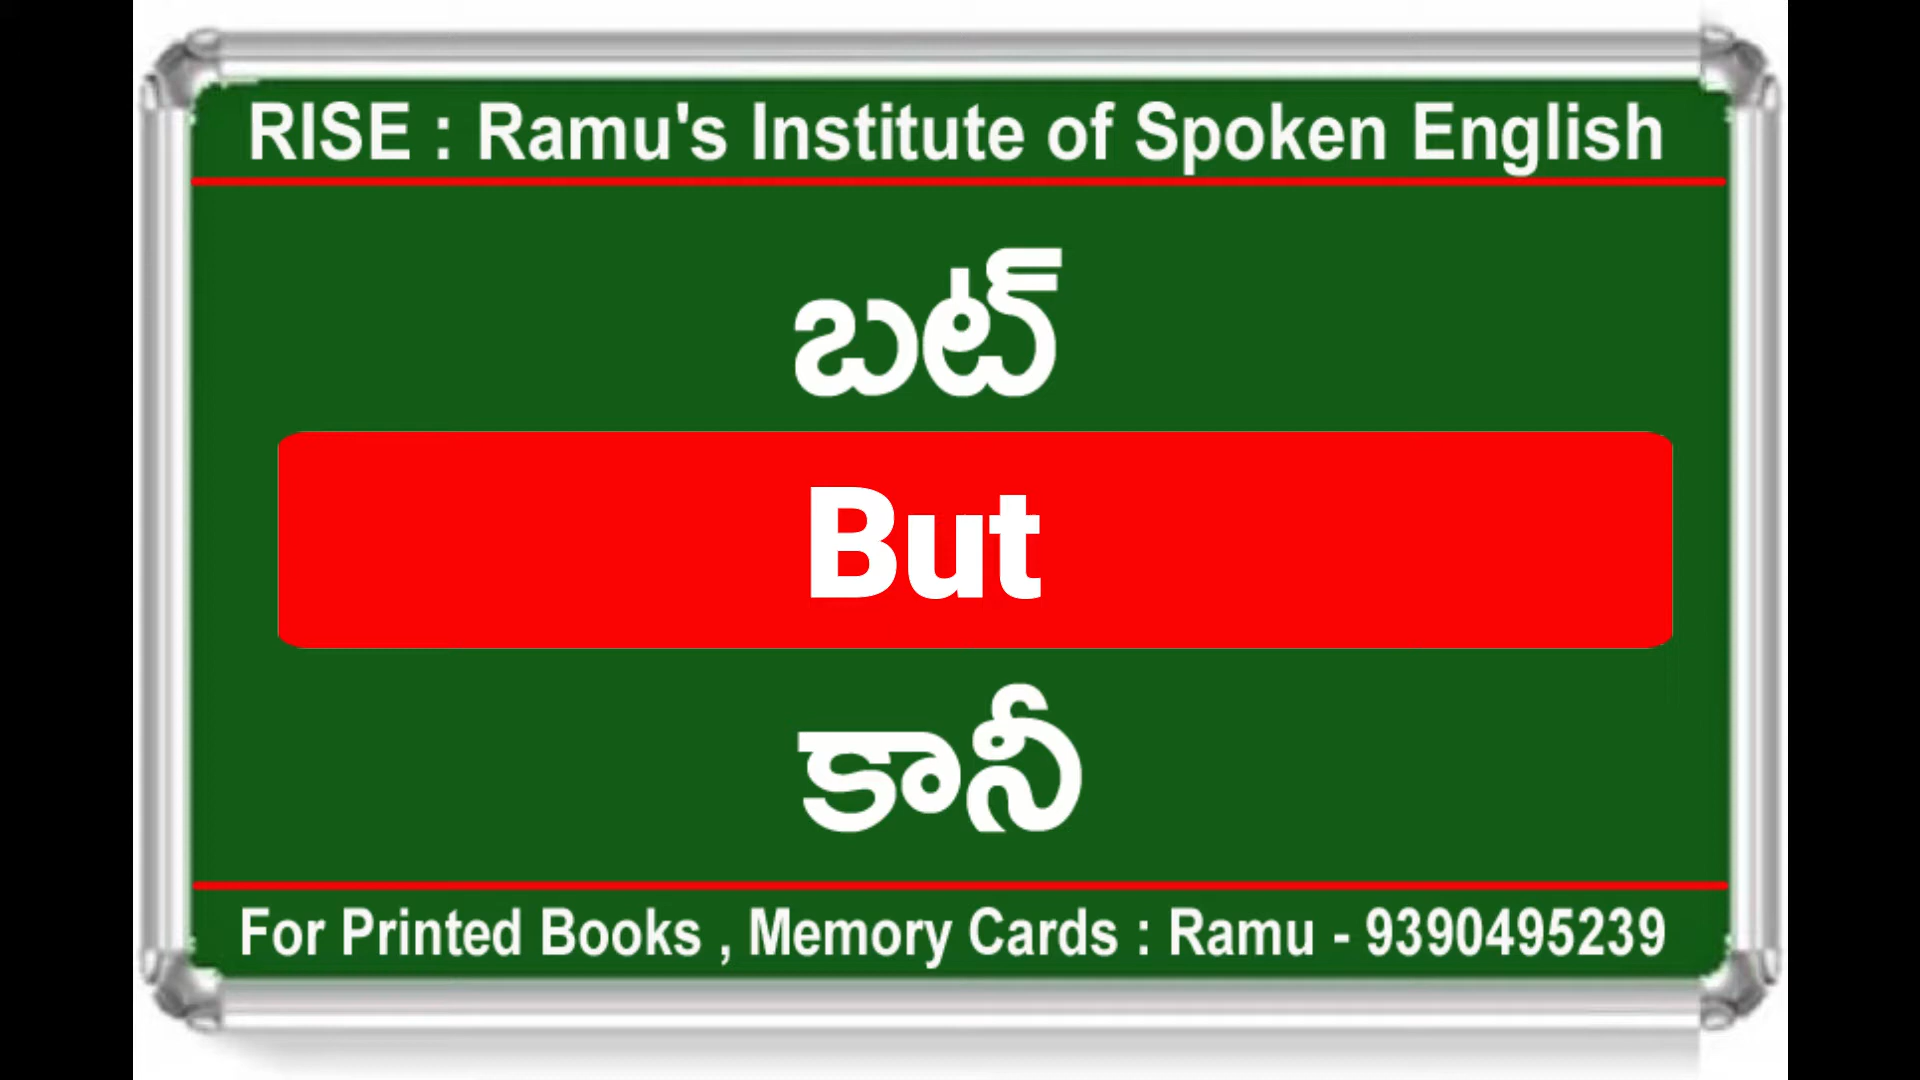 RISE : Ramu's Institute of Spoken English
బట్
But
కానీ
For Printed Books , Memory Cards : Ramu - 9390495239